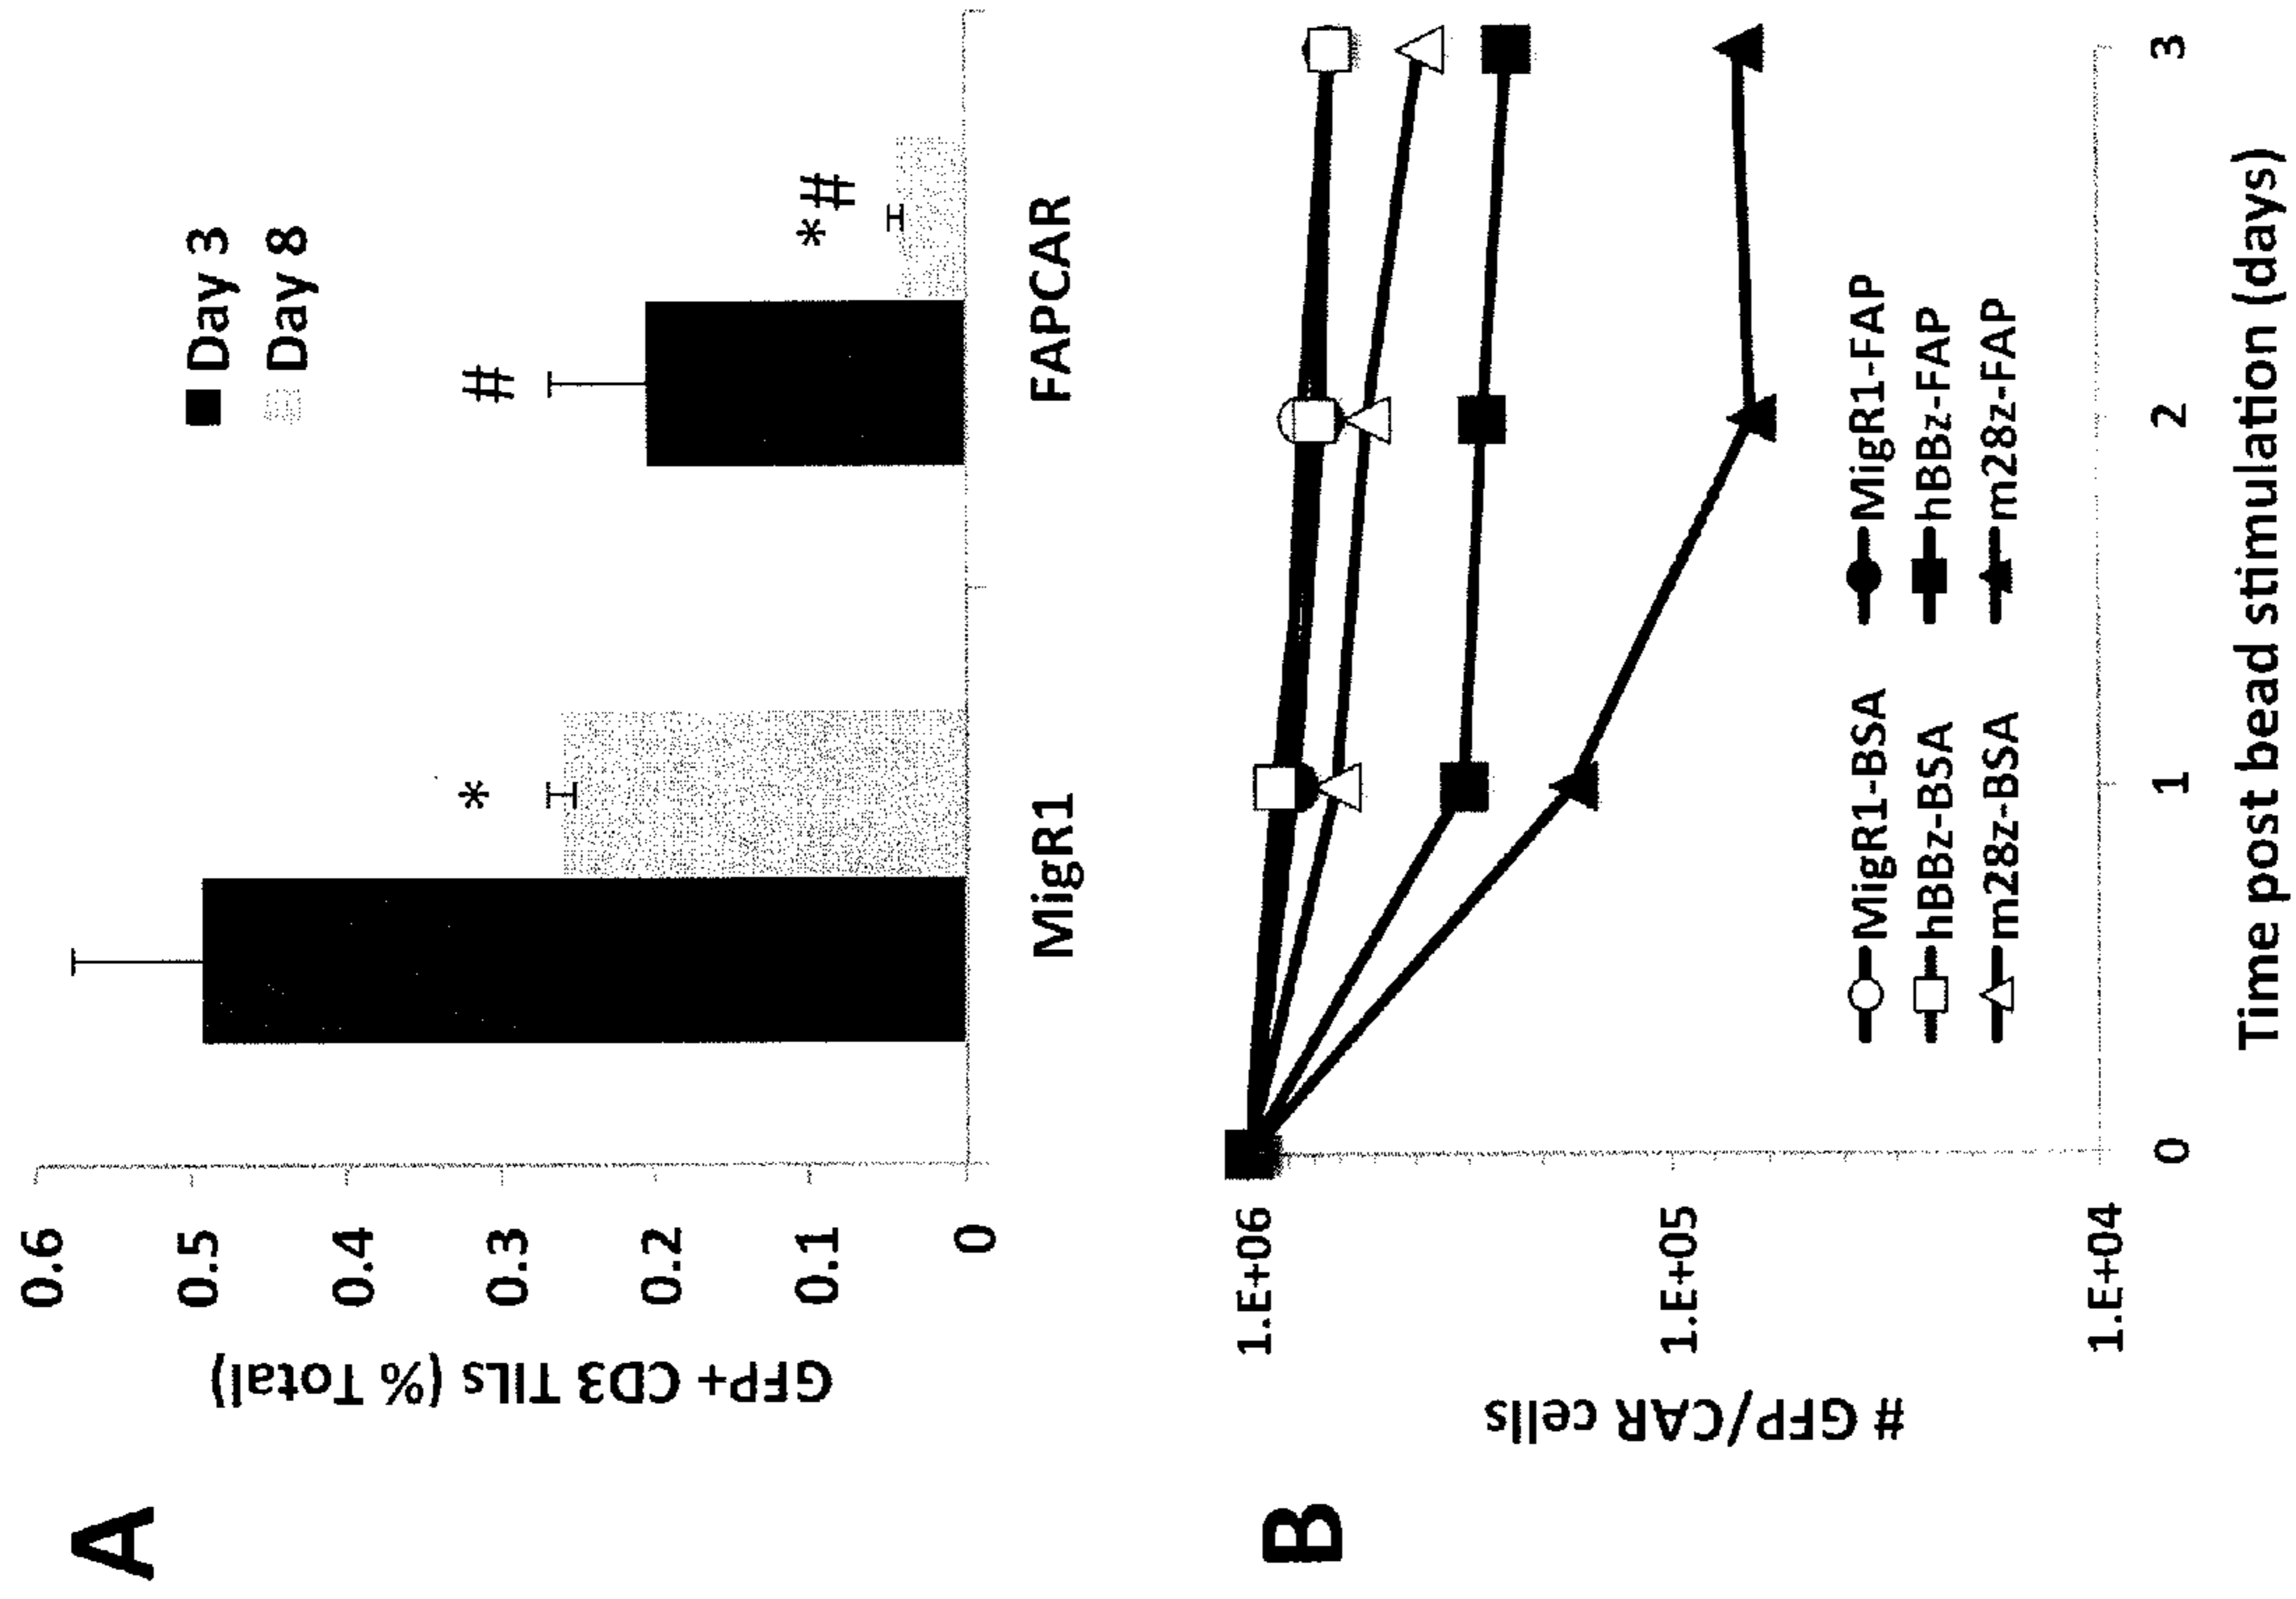 A
GFP+ CD3 TILs (% Total)
0.6
0.5
0.4
0.3
0.2
0.1
0
Day 3
Day 8
*
#
*#
MigR1
FAPCAR
B
# GFP/CAR cells
1.E+06
1.E+05
1.E+04
MigR1-BSA
MigR1-FAP
hBBz-BSA
hBBz-FAP
m28z-BSA
m28z-FAP
0
1
2
3
Time post bead stimulation (days)